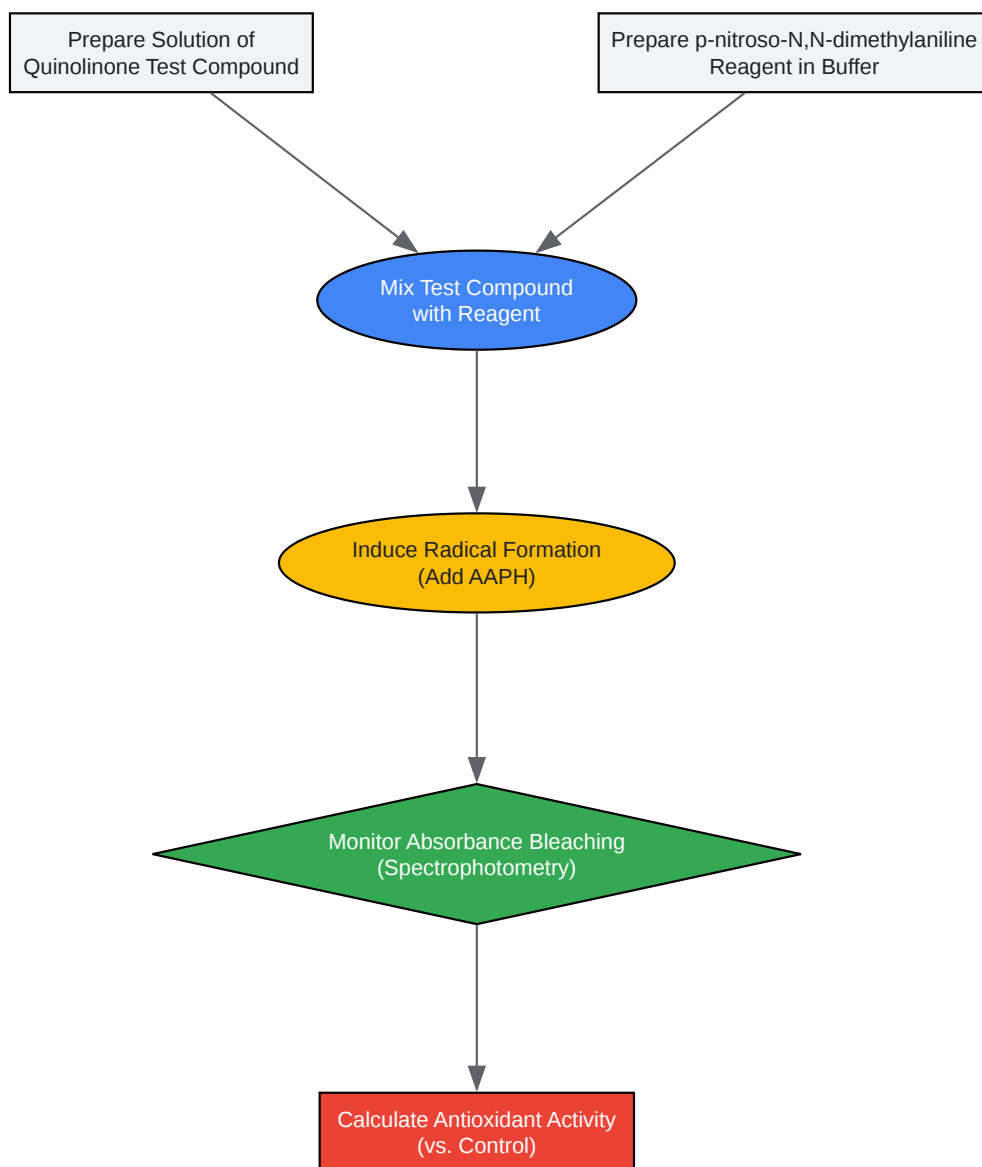 Prepare Solution of
Quinolinone Test Compound
Prepare p-nitroso-N,N-dimethylaniline
Reagent in Buffer
Mix Test Compound
with Reagent
Induce Radical Formation
(Add AAPH)
Monitor Absorbance Bleaching
(Spectrophotometry)
Calculate Antioxidant Activity
(vs. Control)